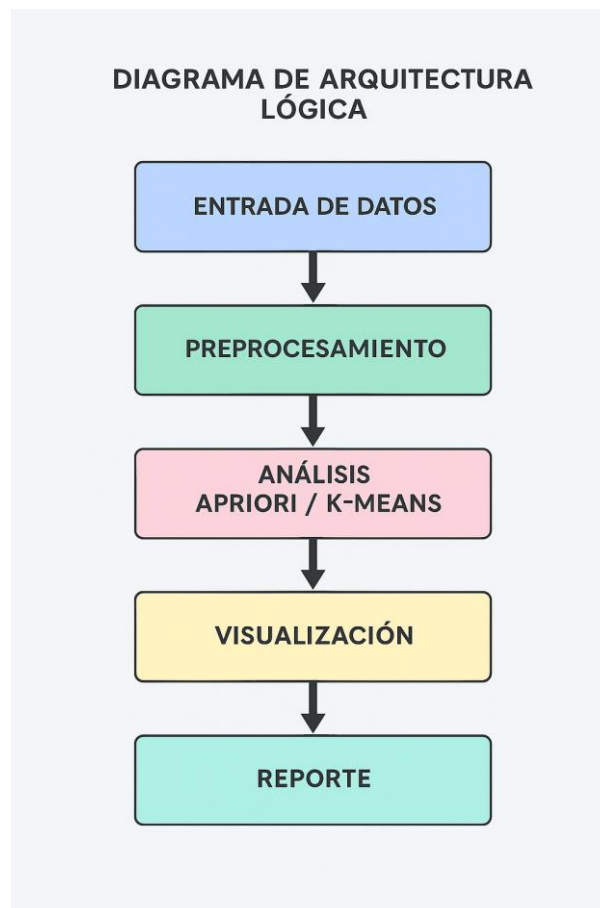 DIAGRAMA DE ARQUITECTURA
LÓGICA
ENTRADA DE DATOS
PREPROCESAMIENTO
ANÁLISIS
APRIORI / K-MEANS
VISUALIZACIÓN
REPORTE